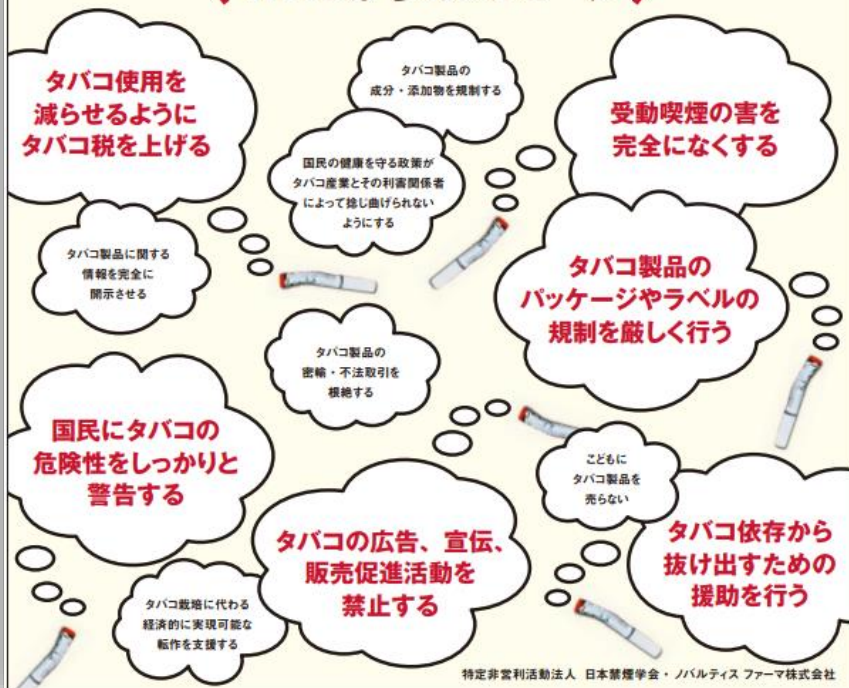 タバコ使用を
減らせるように
タバコ税を上げる
タバコ製品の
成分・添加物を規制する
受動喫煙の害を
完全になくする
国民の健康を守る政策が
タバコ産業とその利害関係者
によって捻じ曲げられない
ようにする
タバコ製品に関する
情報を完全に
開示させる
タバコ製品の
パッケージやラベルの
規制を厳しく行う
タバコ製品の
密輸・不法取引を
根絶する
国民にタバコの
危険性をしっかりと
警告する
こどもに
タバコ製品を
売らない
タバコの広告、宣伝、
販売促進活動を
禁止する
タバコ依存から
抜け出すための
援助を行う
タバコ栽培に代わる
経済的に実現可能な
転作を支援する
特定非営利活動法人 日本禁煙学会・ノバルティス ファーマ株式会社